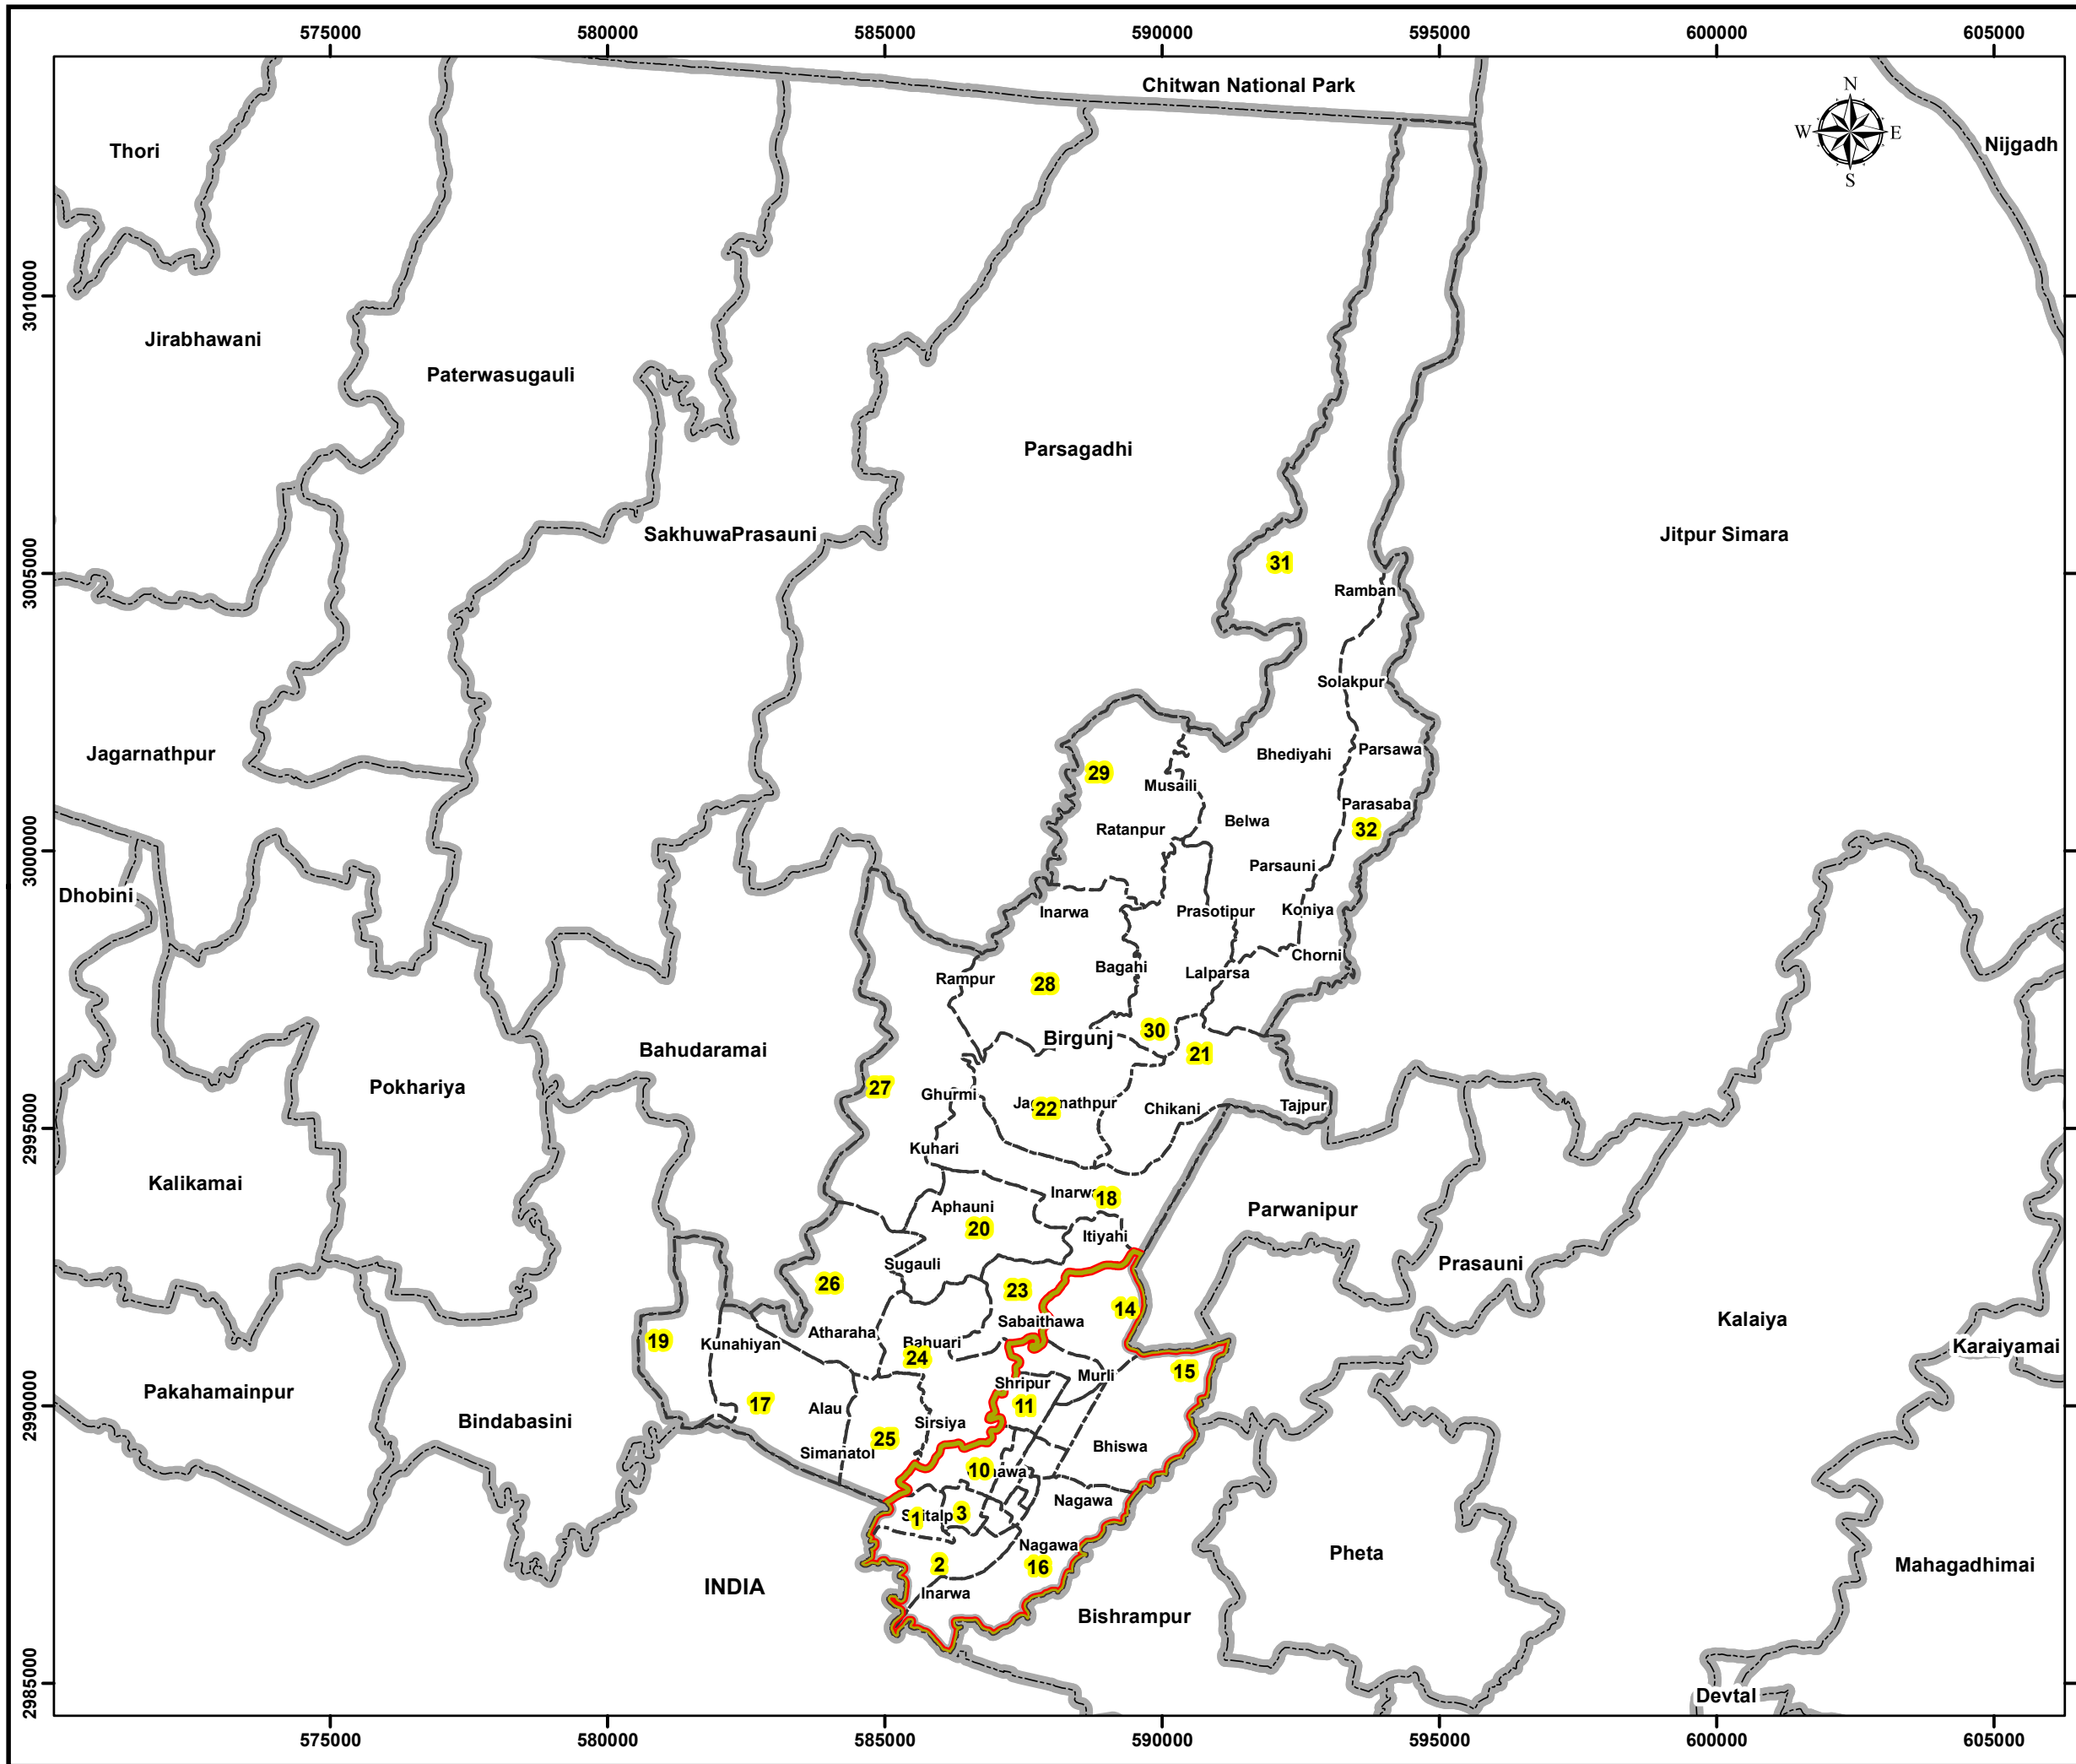 575000 580000 585000 590000 595000 600000 605000
Chitwan National Park
N
W E
S
Thori
Nijgadh
3010000
Jirabhawani
Paterwasugauli
Parsagadhi
SakhuwaPrasauni
Jitpur Simara
3005000
31
Ramban
Solakpur
Jagarnathpur
Bhediyahi
Parsawa
29
Musaili
Parasaba
Ratanpur
Belwa
32
3000000
Parsauni
Dhobini
Inarwa
Prasotipur
Koniya
Chorni
Rampur
Bagahi
Lalparsa
28
30
Birgunj
Bahudaramai
21
Pokhariya
27
Ghurmi
22
Chikani
Tajpur
2995000
Kuhari
Kalikamai
18
Aphauni
Parwanipur
20
Itiyahi
Sugauli
Prasauni
26
23
14
Kalaiya
Sabaithawa
Atharaha
19
Kunahiyan
Bahuari
Karaiyamai
24
15
Murli
Shripur
Pakahamainpur
17
Alau
11
2990000
Bindabasini
Sirsiya
25
Simanatol
Bhiswa
10
Nagawa
3
1
Nagawa
Pheta
2
16
Mahagadhimai
INDIA
Inarwa
Bishrampur
2985000
Devtal
575000 580000 585000 590000 595000 600000 605000